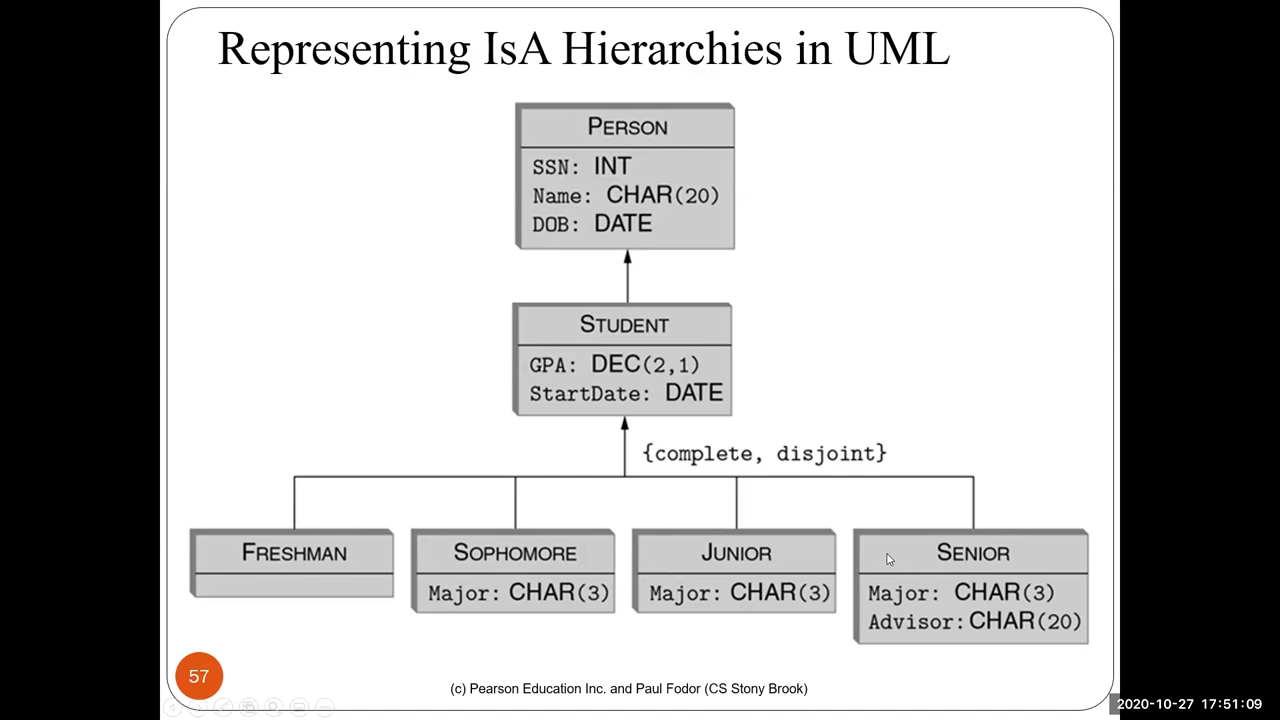 Representing IsA Hierarchies in UML
PERSON
SSN: INT
Name: CHAR(20)
DOB: DATE
STUDENT
GPA: DEC(2,1)
StartDate: DATE
{complete, disjoint}
FRESHMAN
SOPHOMORE
Major: CHAR(3)
JUNIOR
Major: CHAR(3)
SENIOR
Major: CHAR(3)
Advisor: CHAR(20)
57
(c) Pearson Education Inc. and Paul Fodor (CS Stony Brook)
2020-10-27 17:51:09